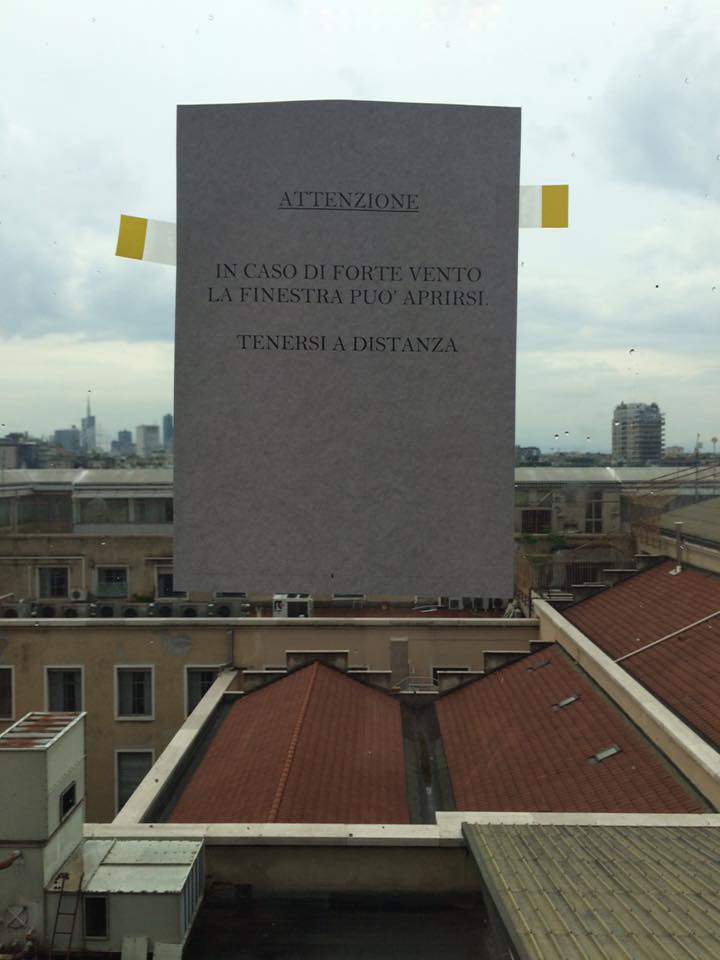 ATTENZIONE
IN CASO DI FORTE VENTO
LA FINESTRA PUO' APRIRSI.
TENERSI A DISTANZA